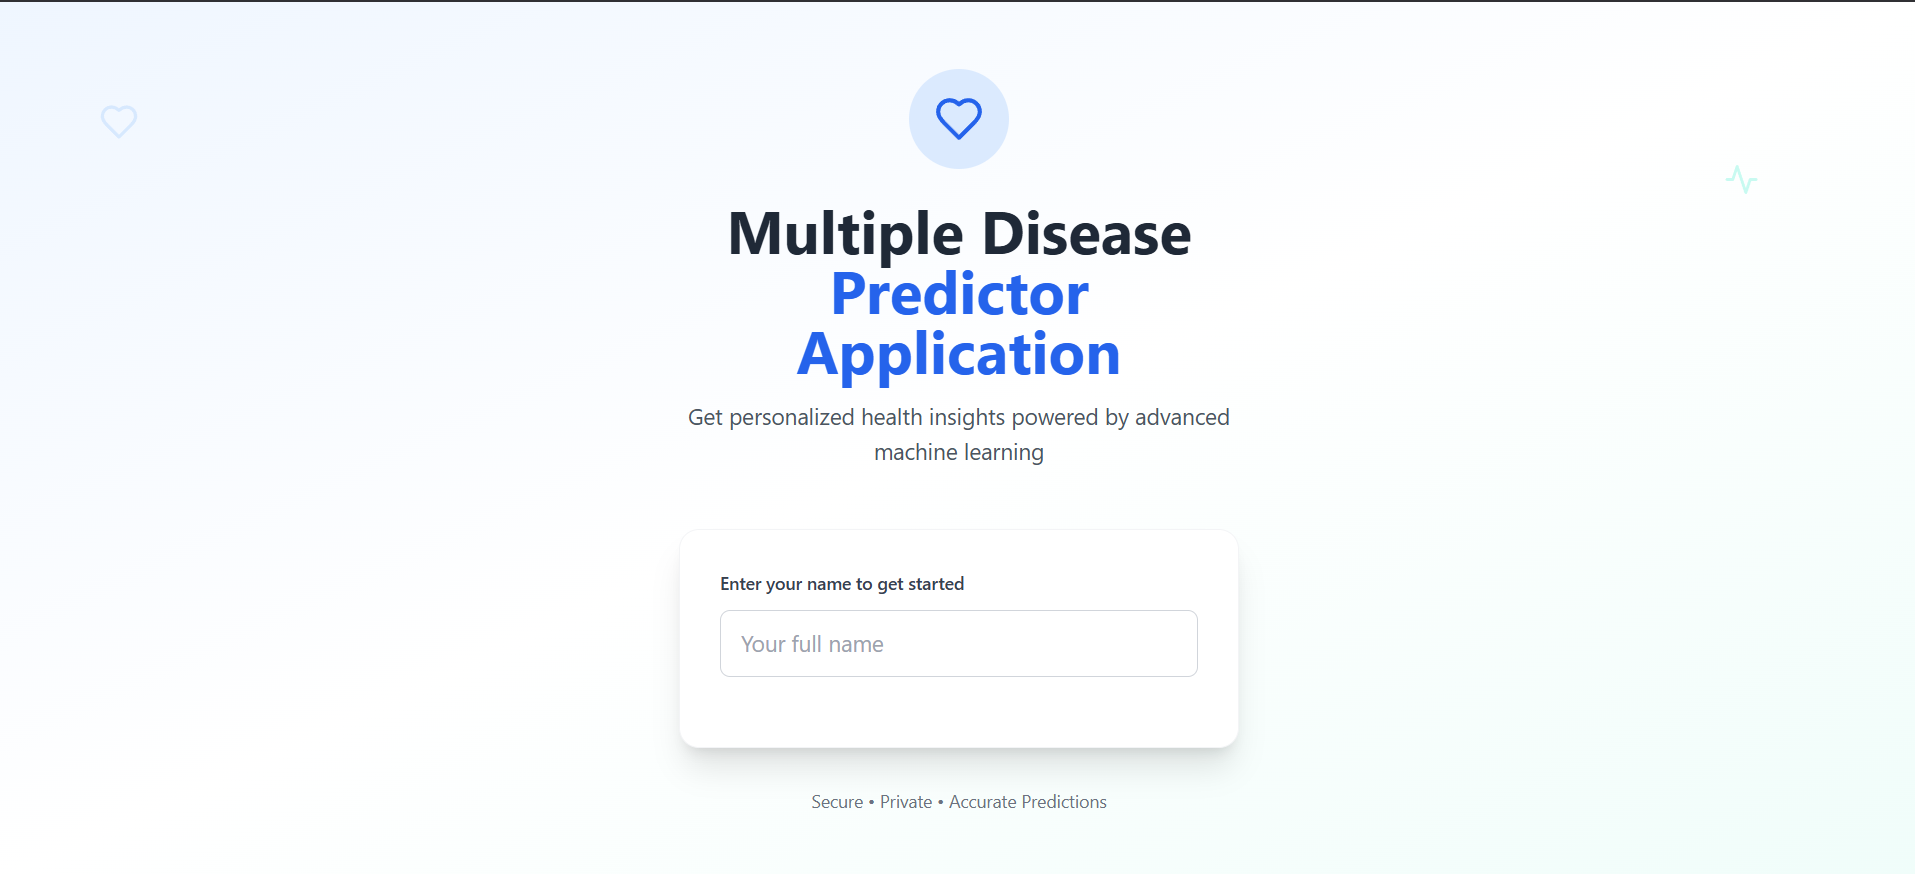 Multiple Disease
Predictor
Application
Get personalized health insights powered by advanced
machine learning
Enter your name to get started
Your full name
Secure • Private • Accurate Predictions